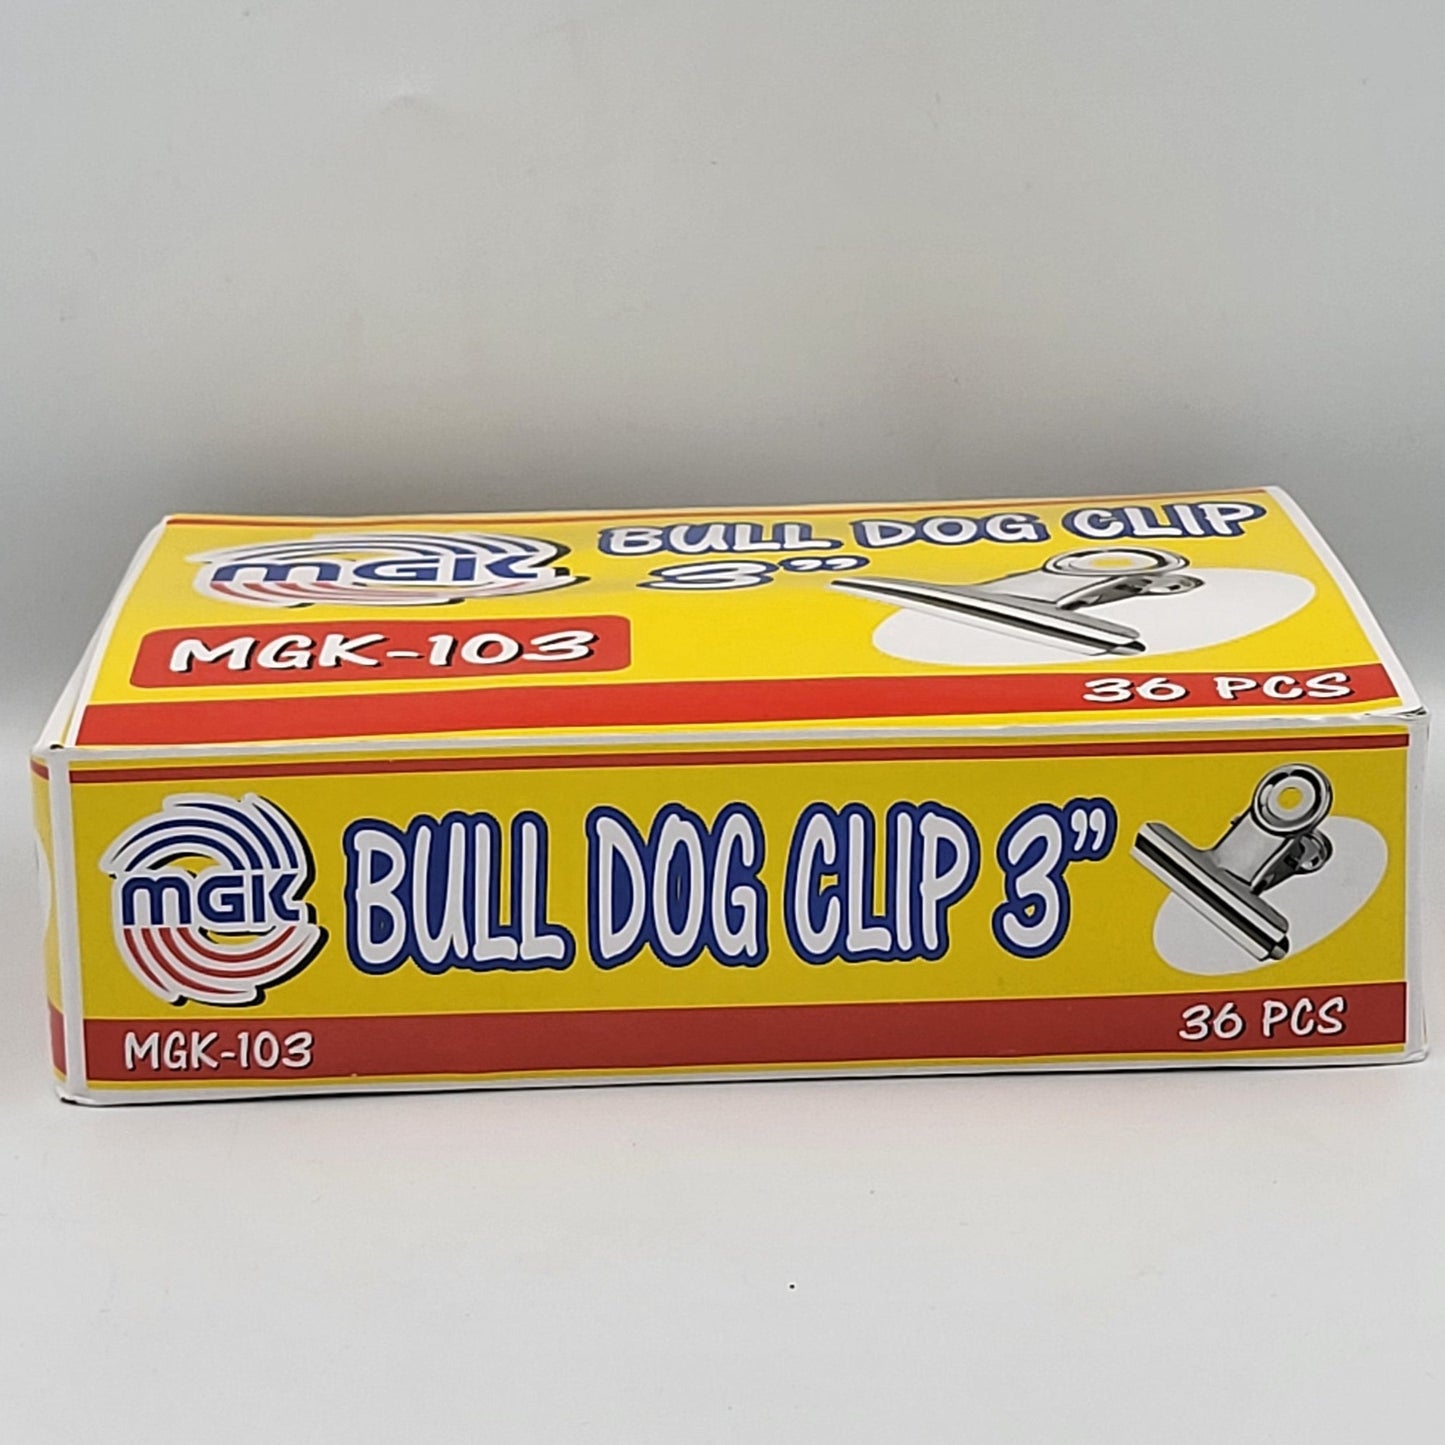 MGK
BULL DOG CLIP
3”
MGK-103
36 PCS
MGK
BULL DOG CLIP 3”
MGK-103
36 PCS